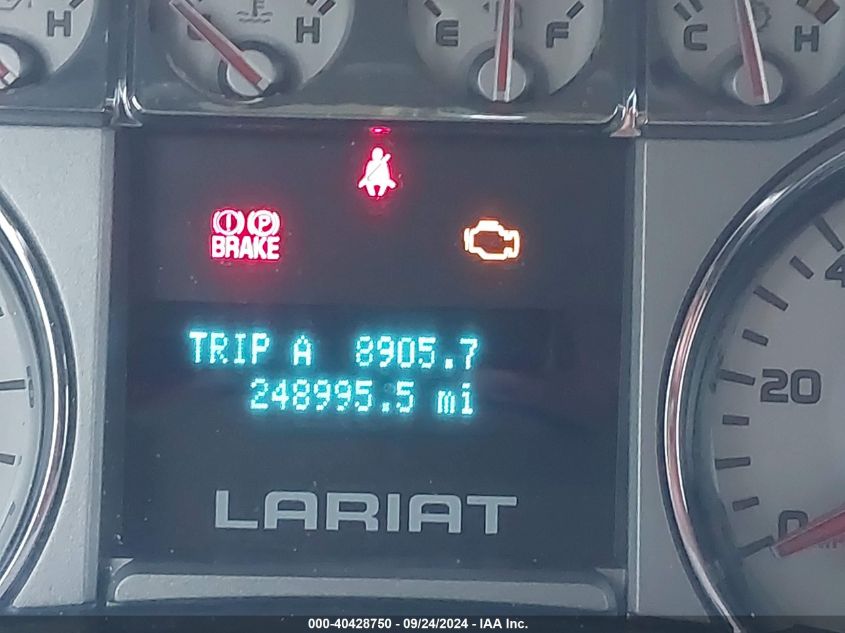 H
C H
E F
C H
BRAKE
TRIP A 8905.7
248995.5 mi
20
0
LARIAT
000-40428750 - 09/24/2024 - IAA Inc.